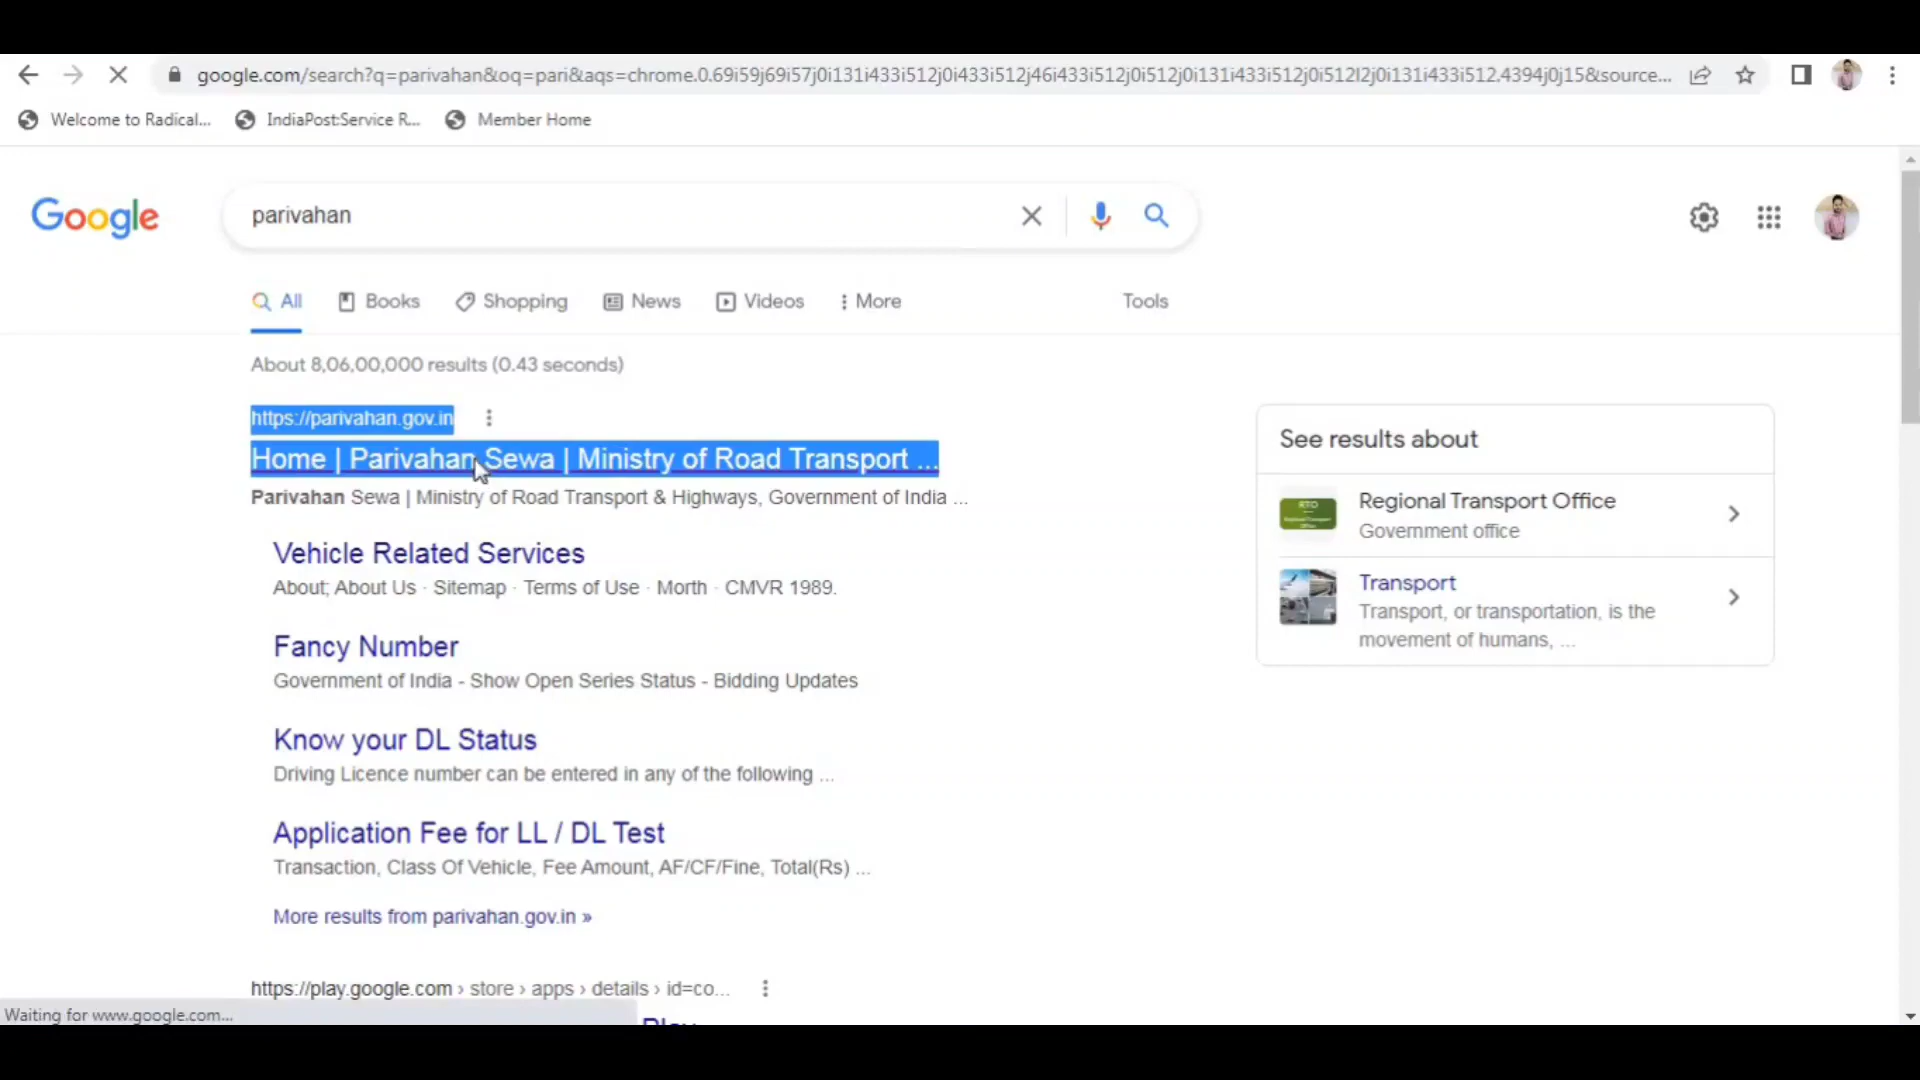 google.com/search?q=parivahan&oq=pari&aqs=chrome.0.69i59j69i57j0i131i433i512j0i433i512j46i433i512j0i512j0i131i433i512j0i512l2j0i131i433i512.4394j0j15&source...
Welcome to Radical... IndiaPost:Service R... Member Home
Google parivahan
All Books Shopping News Videos More Tools
About 8,06,00,000 results (0.43 seconds)
https://parivahan.gov.in
Home | Parivahan Sewa | Ministry of Road Transport ...
Parivahan Sewa | Ministry of Road Transport & Highways, Government of India ...
Vehicle Related Services
About; About Us · Sitemap · Terms of Use · Morth · CMVR 1989.
Fancy Number
Government of India - Show Open Series Status - Bidding Updates
Know your DL Status
Driving Licence number can be entered in any of the following ...
Application Fee for LL / DL Test
Transaction, Class Of Vehicle, Fee Amount, AF/CF/Fine, Total(Rs) ...
More results from parivahan.gov.in »
https://play.google.com › store › apps › details › id=co...
See results about
RTO
Regional Transport Office
Government office
Transport
Transport, or transportation, is the
movement of humans, ...
Waiting for www.google.com...